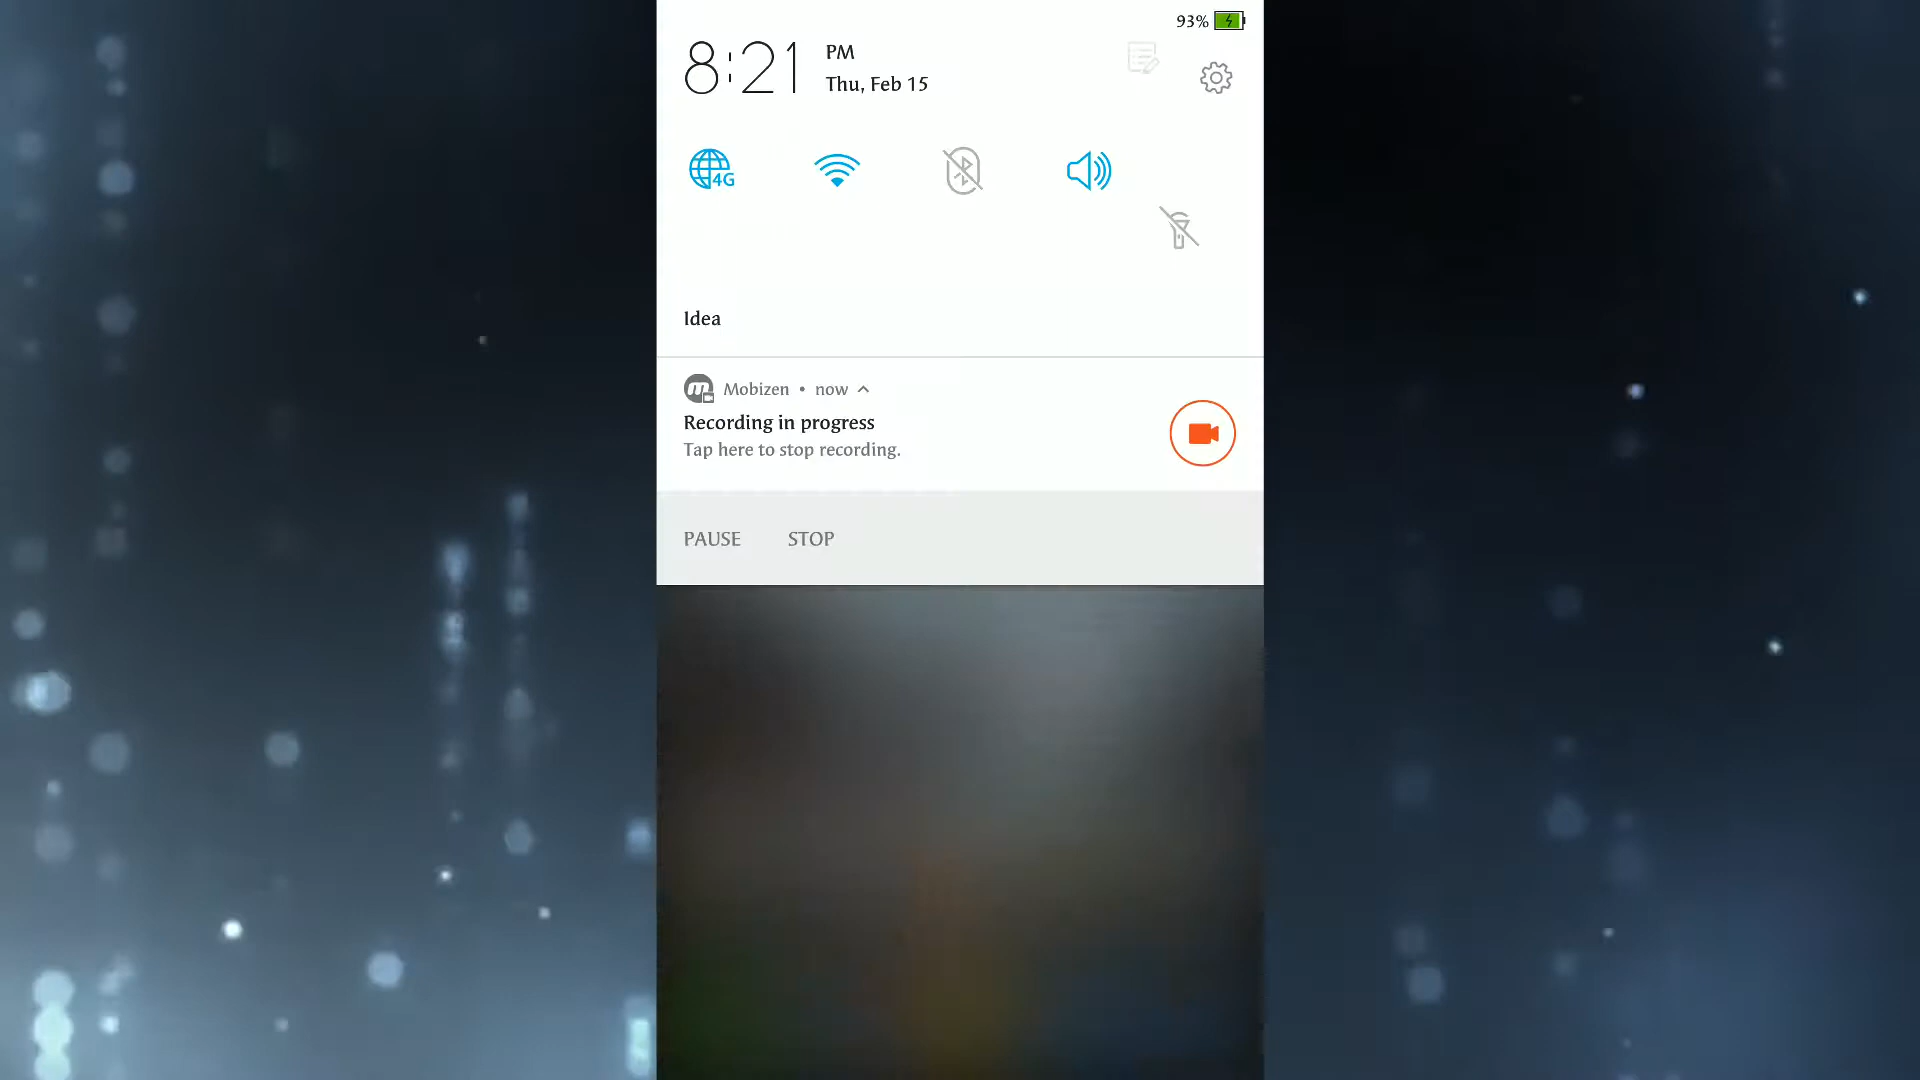 93%
8:21 PM
Thu, Feb 15
4G
Idea
Mobizen • now
Recording in progress
Tap here to stop recording.
PAUSE STOP